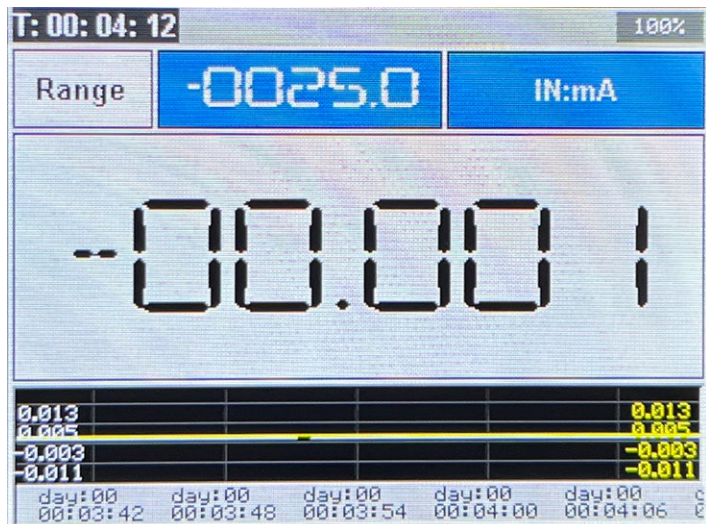 T: 00: 04: 12 100%
Range -0025.0 IN:mA
-00.001
0.013 0.013
0.005 0.005
-0.003 -0.003
-0.011 -0.011
day:00 day:00 day:00 day:00 day:00
00:03:42 00:03:48 00:03:54 00:04:00 00:04:06